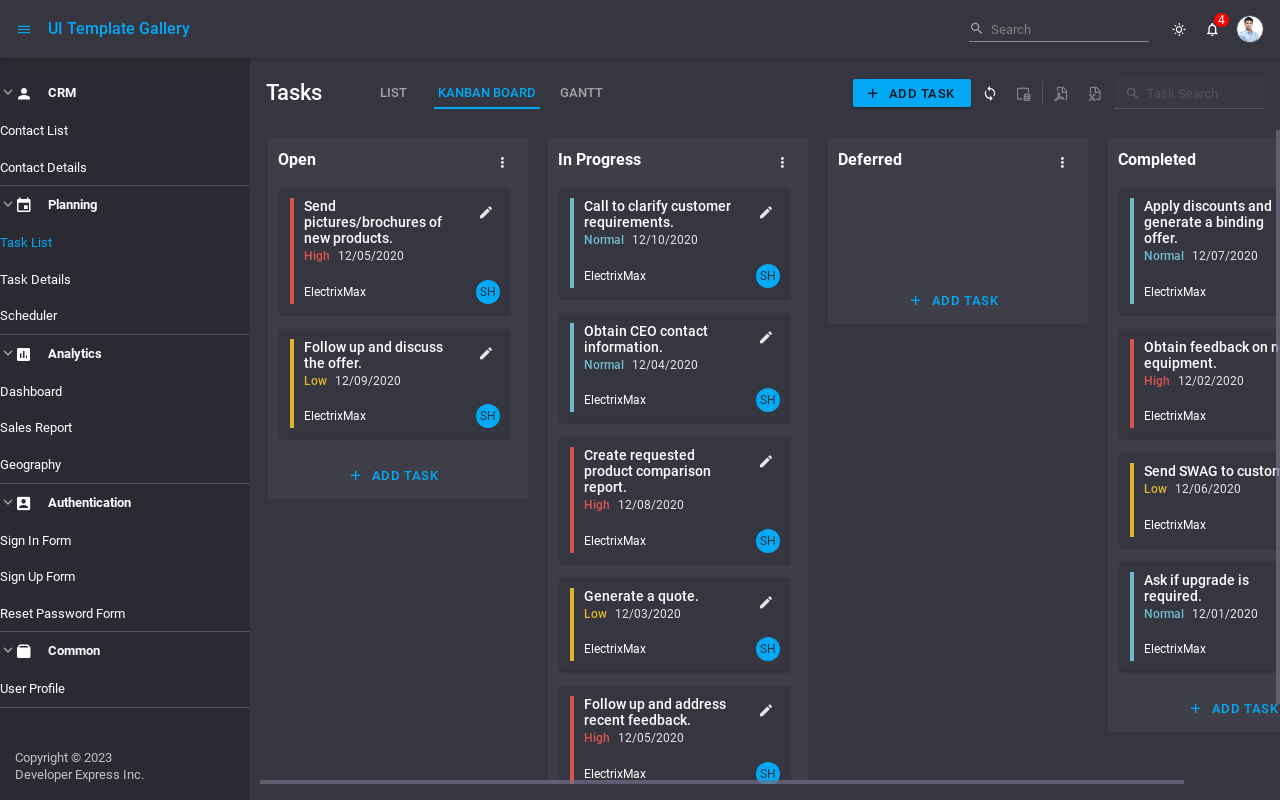 UI Template Gallery
Search
4
CRM
Contact List
Contact Details
Planning
Task List
Task Details
Scheduler
Analytics
Dashboard
Sales Report
Geography
Authentication
Sign In Form
Sign Up Form
Reset Password Form
Common
User Profile
Copyright © 2023
Developer Express Inc.
Tasks
LIST
KANBAN BOARD
GANTT
ADD TASK
Task Search
Open
Send
pictures/brochures of
new products.
High 12/05/2020
ElectrixMax
SH
Follow up and discuss
the offer.
Low 12/09/2020
ElectrixMax
SH
ADD TASK
In Progress
Call to clarify customer
requirements.
Normal 12/10/2020
ElectrixMax
SH
Obtain CEO contact
information.
Normal 12/04/2020
ElectrixMax
SH
Create requested
product comparison
report.
High 12/08/2020
ElectrixMax
SH
Generate a quote.
Low 12/03/2020
ElectrixMax
SH
Follow up and address
recent feedback.
High 12/05/2020
ElectrixMax
SH
Deferred
ADD TASK
Completed
Apply discounts and
generate a binding
offer.
Normal 12/07/2020
ElectrixMax
Obtain feedback on
equipment.
High 12/02/2020
ElectrixMax
Send SWAG to
Low 12/06/2020
ElectrixMax
Ask if upgrade is
required.
Normal 12/01/2020
ElectrixMax
ADD TASK